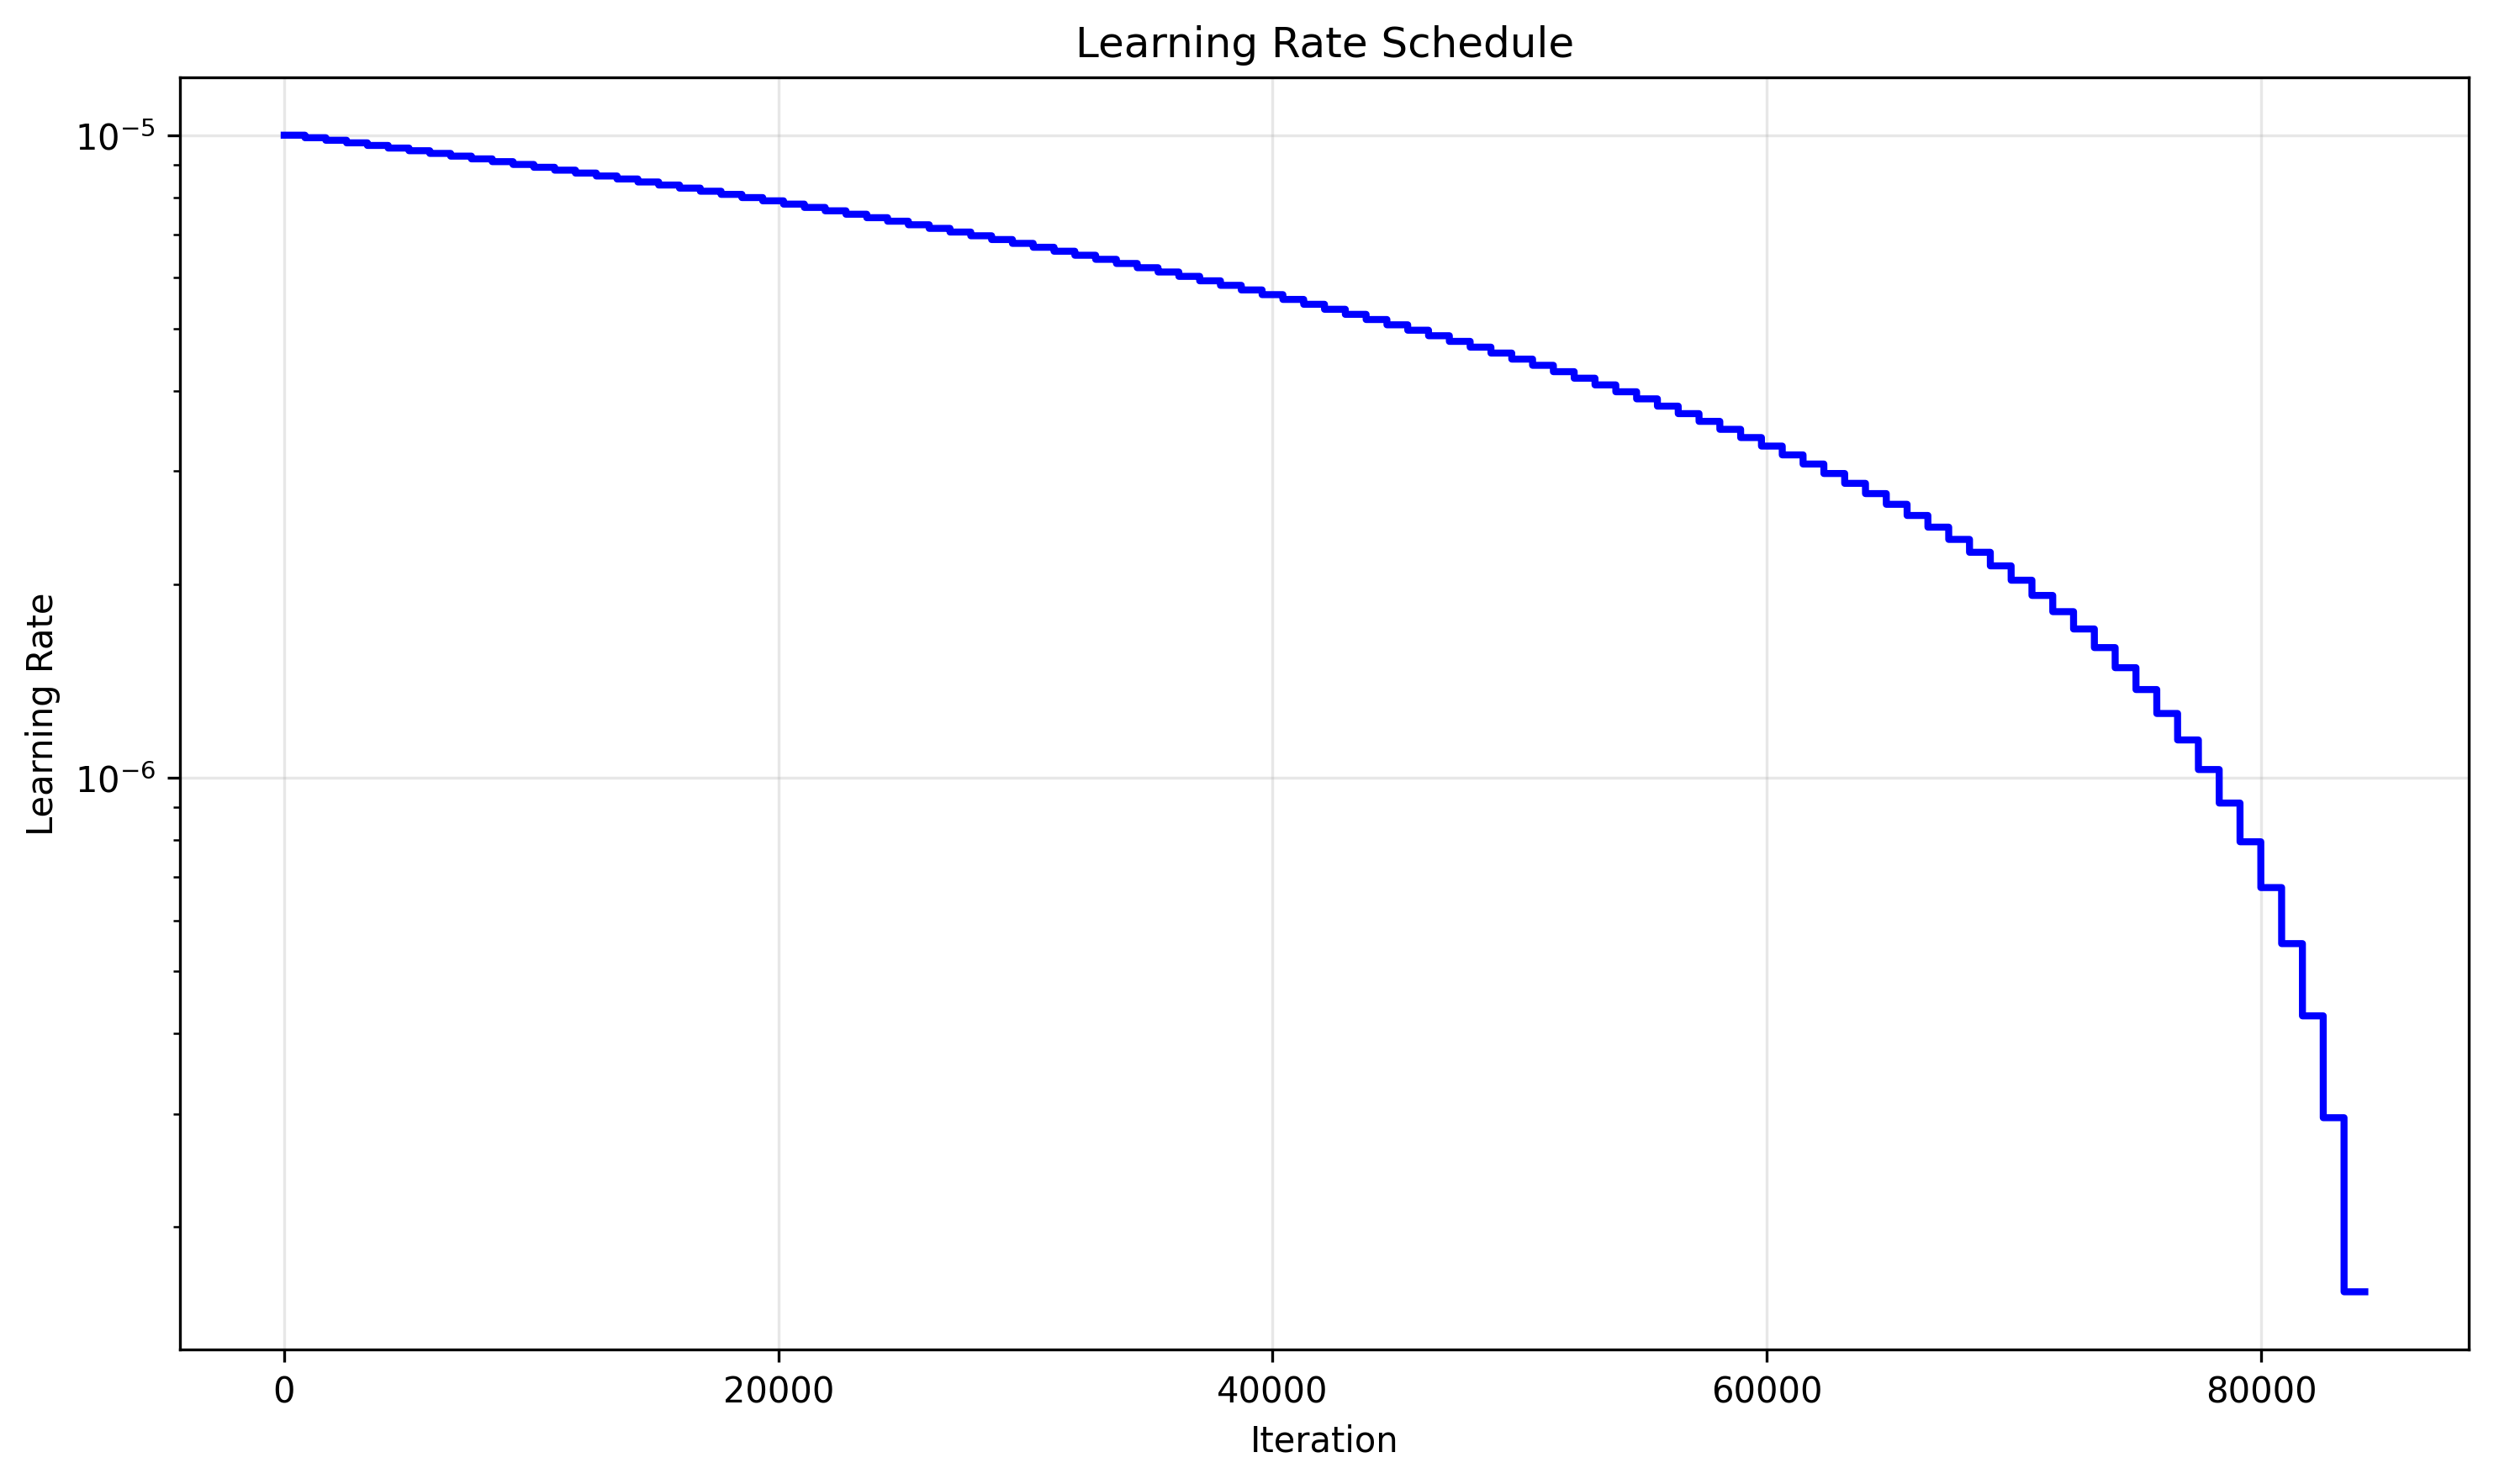 Learning Rate Schedule
Learning Rate
10⁻⁵
10⁻⁶
0 20000 40000 60000 80000
Iteration